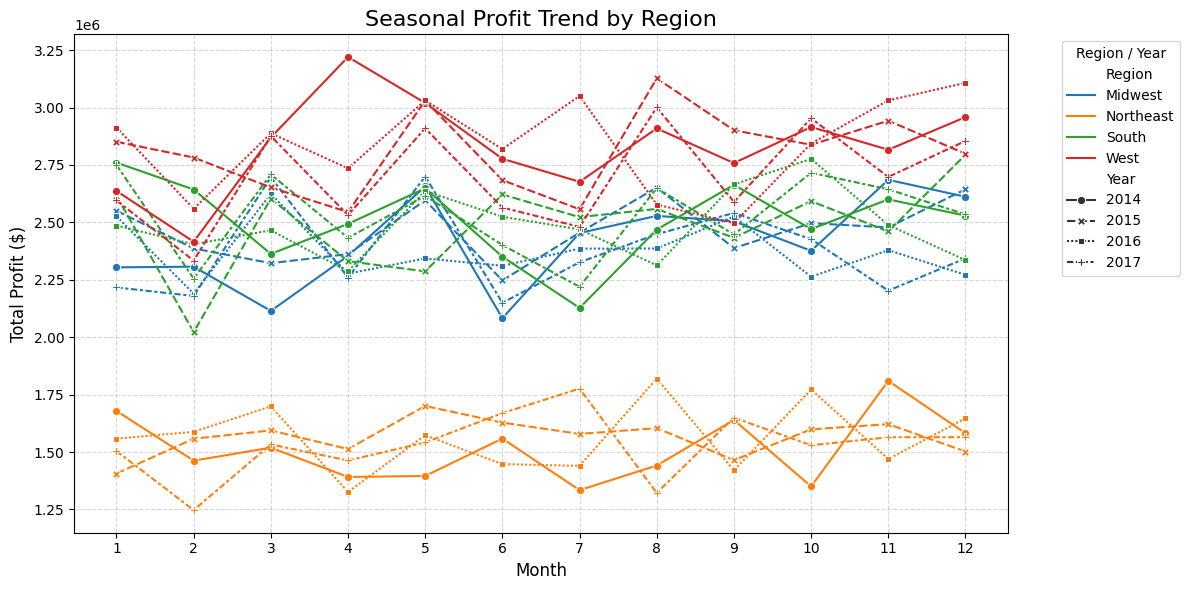 Seasonal Profit Trend by Region
1e6
3.25
3.00
2.75
2.50
2.25
2.00
1.75
1.50
1.25
Total Profit ($)
1 2 3 4 5 6 7 8 9 10 11 12
Month
Region / Year
Region
Midwest
Northeast
South
West
Year
2014
2015
2016
2017